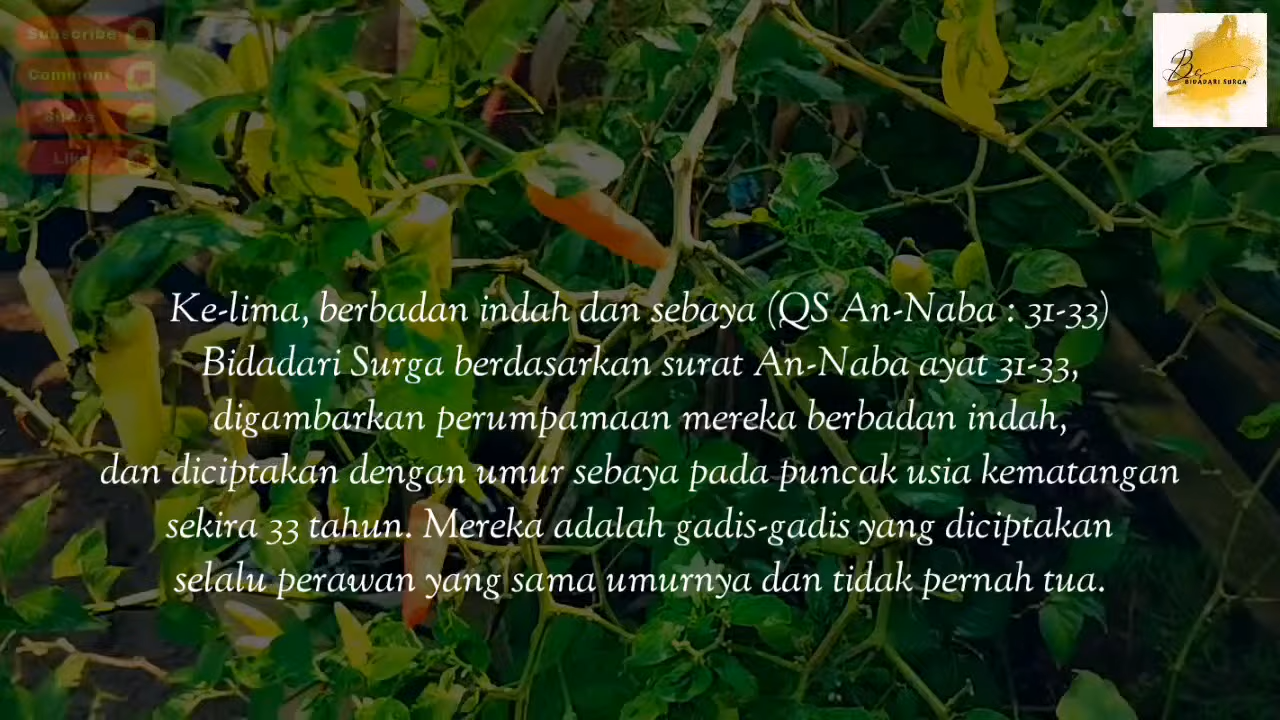 Subscribe
Comment
Share
Like
Bs
BIDADARI SURGA
Ke-lima, berbadan indah dan sebaya (QS An-Naba : 31-33)
Bidadari Surga berdasarkan surat An-Naba ayat 31-33,
digambarkan perumpamaan mereka berbadan indah,
dan diciptakan dengan umur sebaya pada puncak usia kematangan
sekira 33 tahun. Mereka adalah gadis-gadis yang diciptakan
selalu perawan yang sama umurnya dan tidak pernah tua.